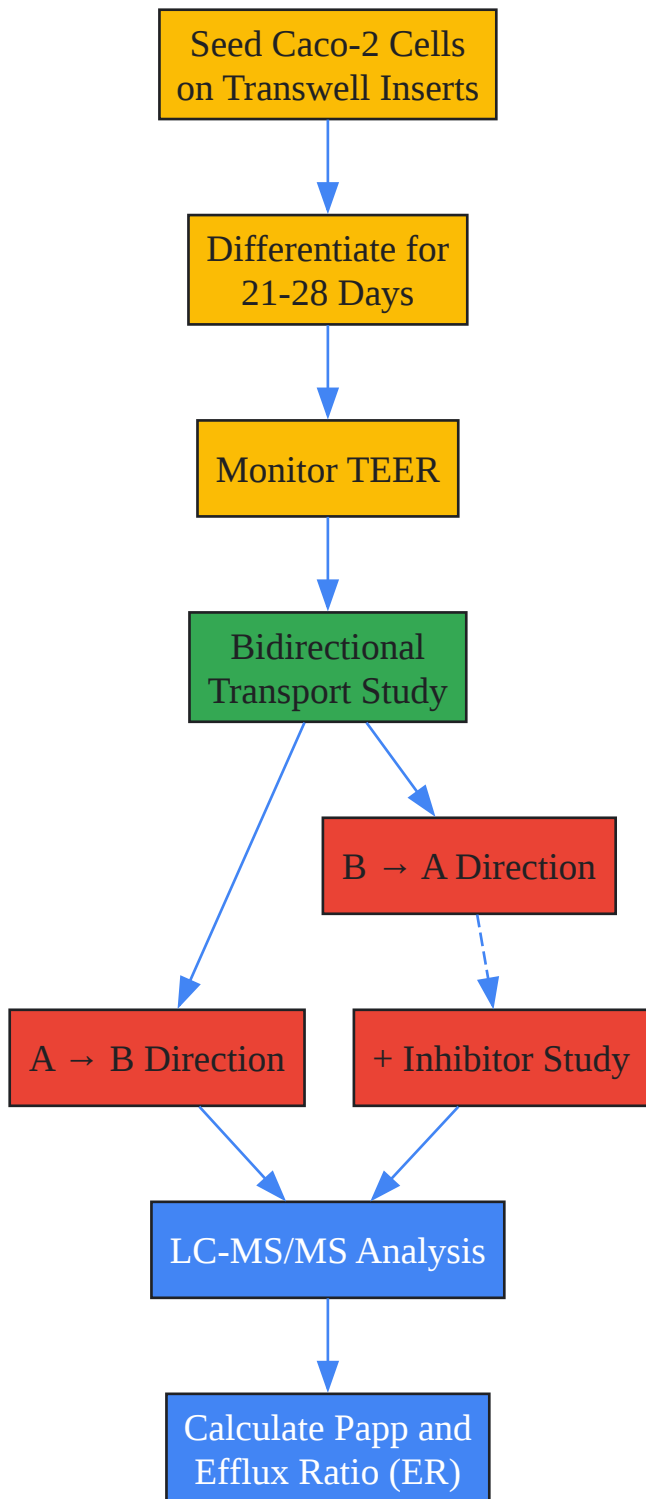 Seed Caco-2 Cells
on Transwell Inserts
Differentiate for
21-28 Days
Monitor TEER
Bidirectional
Transport Study
B → A Direction
A → B Direction
+ Inhibitor Study
LC-MS/MS Analysis
Calculate Papp and
Efflux Ratio (ER)